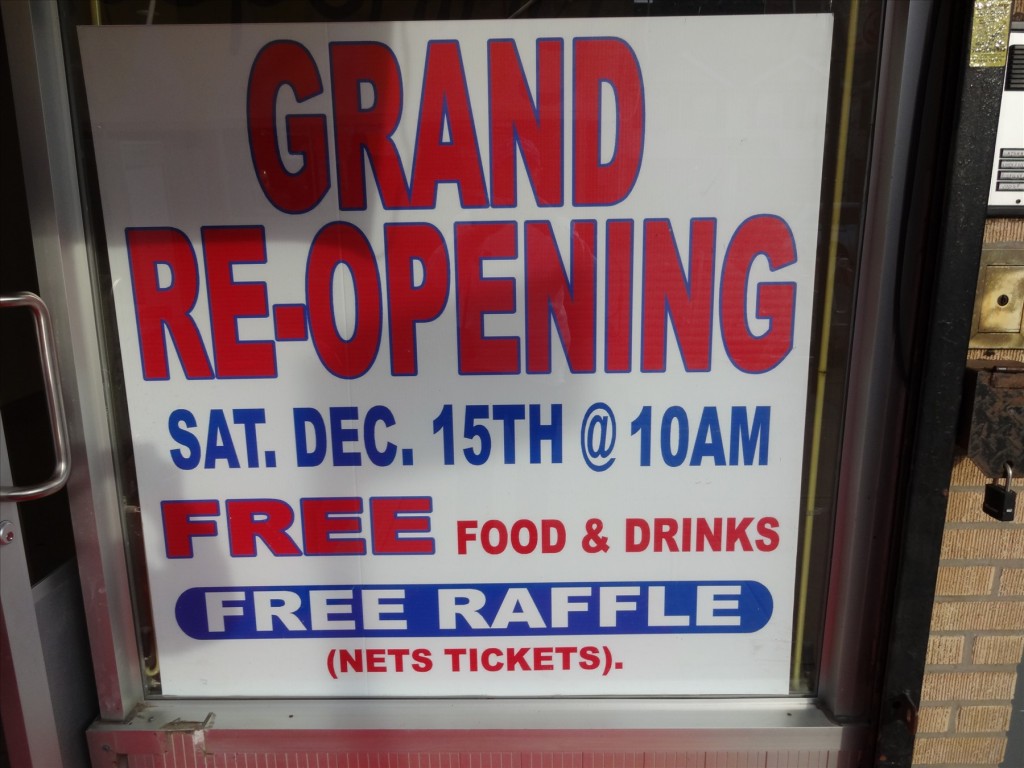 GRAND
RE-OPENING
SAT. DEC. 15TH @ 10AM
FREE FOOD & DRINKS
FREE RAFFLE
(NETS TICKETS).